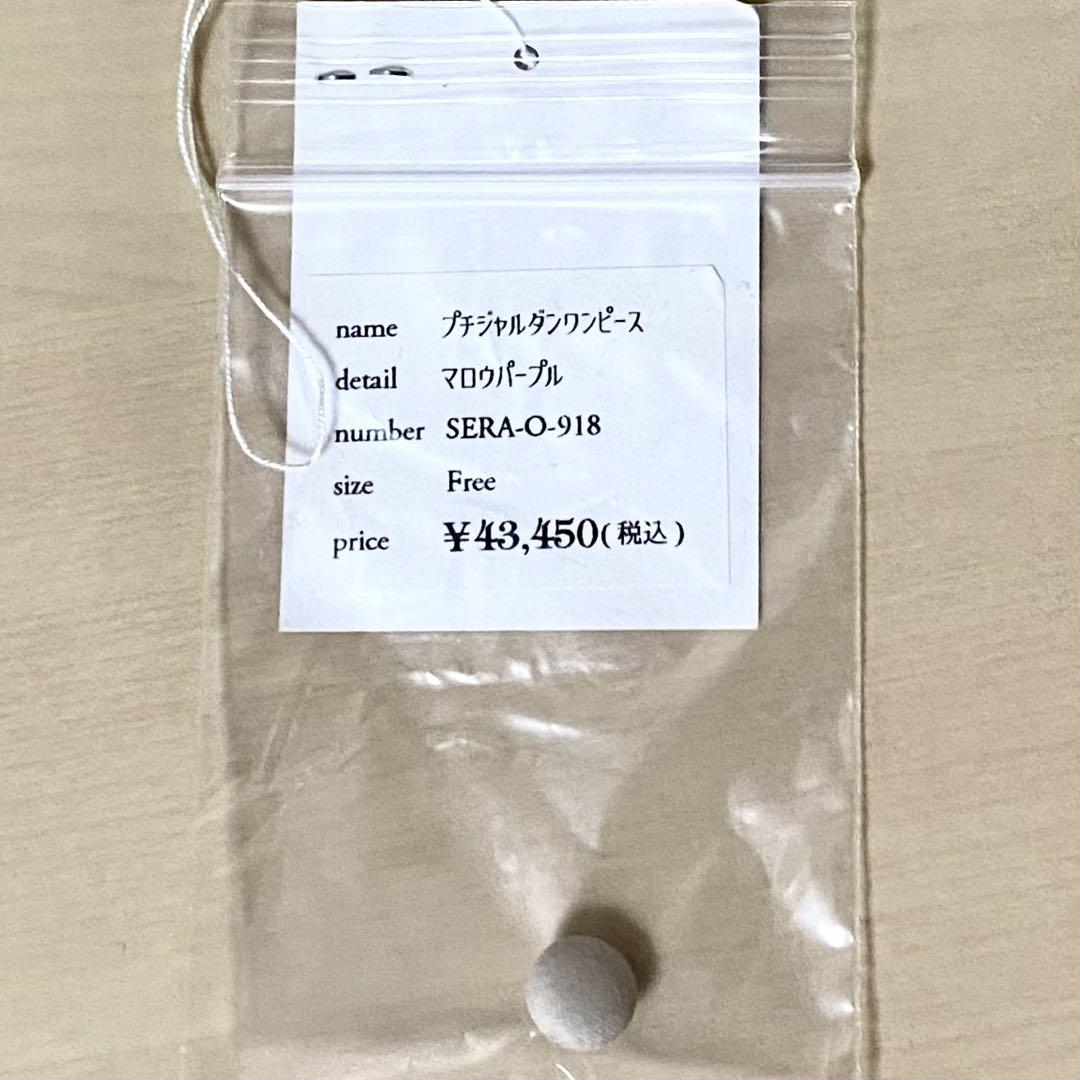 name プチジャルダンワンピース
detail マロウパープル
number SERA-O-918
size Free
price ¥43,450(税込)